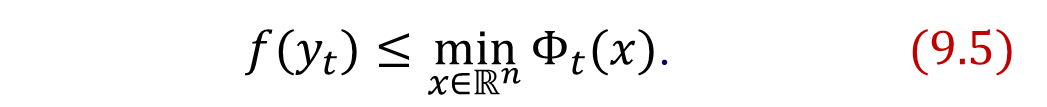 f(y_t) ≤ min_{x∈ℝ^n} Φ_t(x). (9.5)